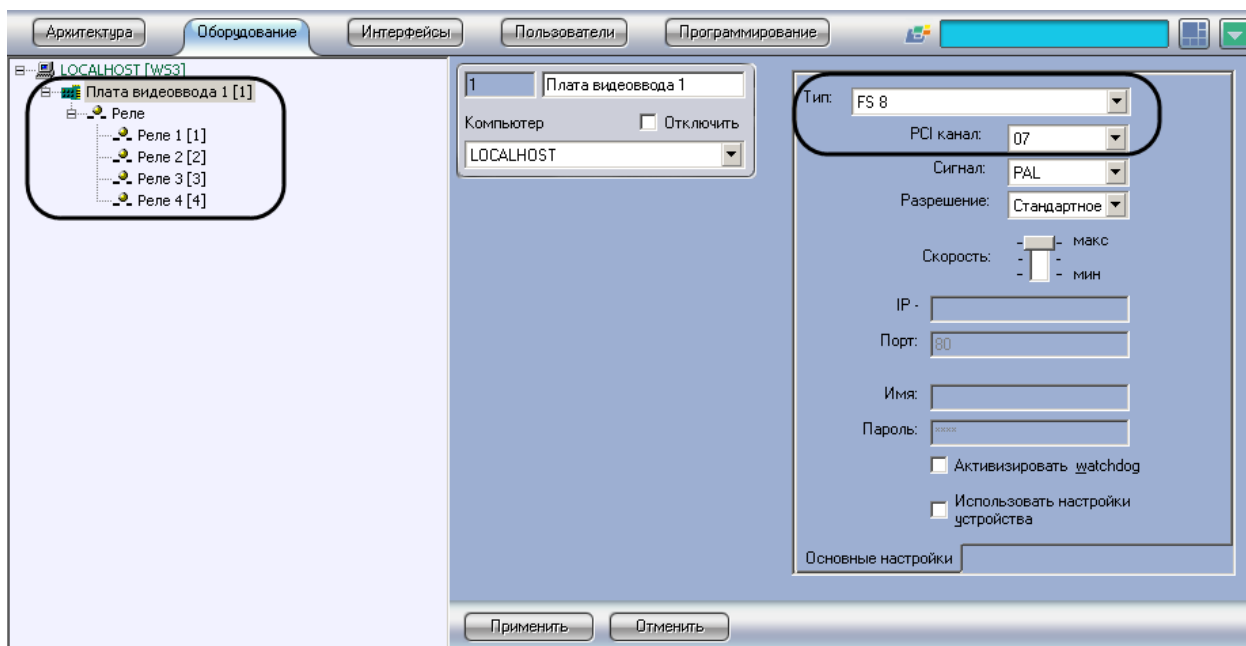 Архитектура Оборудование Интерфейсы Пользователи Программирование
LOCALHOST [WS3]
Плата видеоввода 1 [1]
Реле
Реле 1 [1]
Реле 2 [2]
Реле 3 [3]
Реле 4 [4]
1 Плата видеоввода 1
Компьютер Отключить
LOCALHOST
Тип: FS 8
PCI канал: 07
Сигнал: PAL
Разрешение: Стандартное
Скорость: макс
мин
IP -
Порт: 80
Имя:
Пароль: ****
Активизировать watchdog
Использовать настройки
устройства
Основные настройки
Применить Отменить